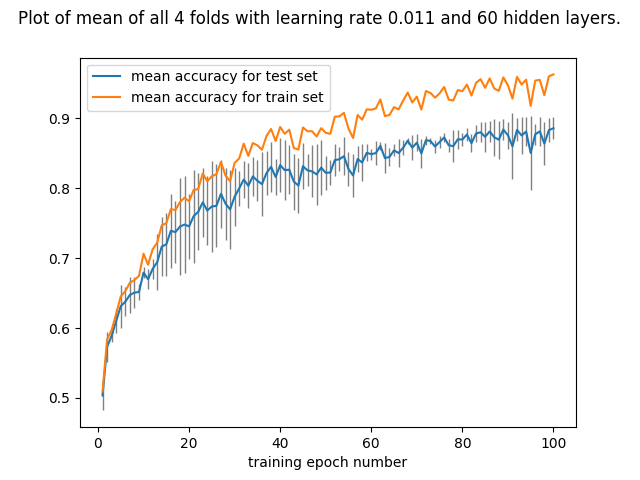 Plot of mean of all 4 folds with learning rate 0.011 and 60 hidden layers.
mean accuracy for test set
mean accuracy for train set
0.9
0.8
0.7
0.6
0.5
0 20 40 60 80 100
training epoch number